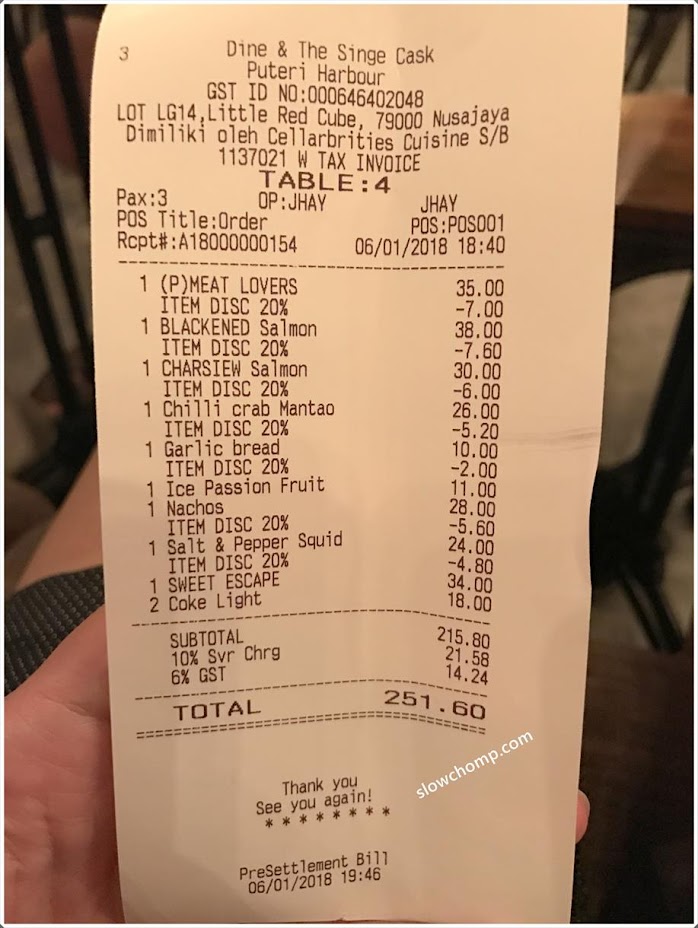 3
Dine & The Singe Cask
Puteri Harbour
GST ID NO:000646402048
LOT LG14,Little Red Cube, 79000 Nusajaya
Dimiliki oleh Cellarbrities Cuisine S/B
1137021 W TAX INVOICE
TABLE:4
Pax:3 OP:JHAY JHAY
POS Title:Order POS:POS001
Rcpt#:A18000000154 06/01/2018 18:40
1 (P)MEAT LOVERS 35.00
ITEM DISC 20% -7.00
1 BLACKENED Salmon 38.00
ITEM DISC 20% -7.60
1 CHARSIEW Salmon 30.00
ITEM DISC 20% -6.00
1 Chilli crab Mantao 26.00
ITEM DISC 20% -5.20
1 Garlic bread 10.00
ITEM DISC 20% -2.00
1 Ice Passion Fruit 11.00
1 Nachos 28.00
ITEM DISC 20% -5.60
1 Salt & Pepper Squid 24.00
ITEM DISC 20% -4.80
1 SWEET ESCAPE 34.00
2 Coke Light 18.00
SUBTOTAL 215.80
10% Svr Chrg 21.58
6% GST 14.24
TOTAL 251.60
slowchomp.com
Thank you
See you again!
* * * * * * * *
PreSettlement Bill
06/01/2018 19:46